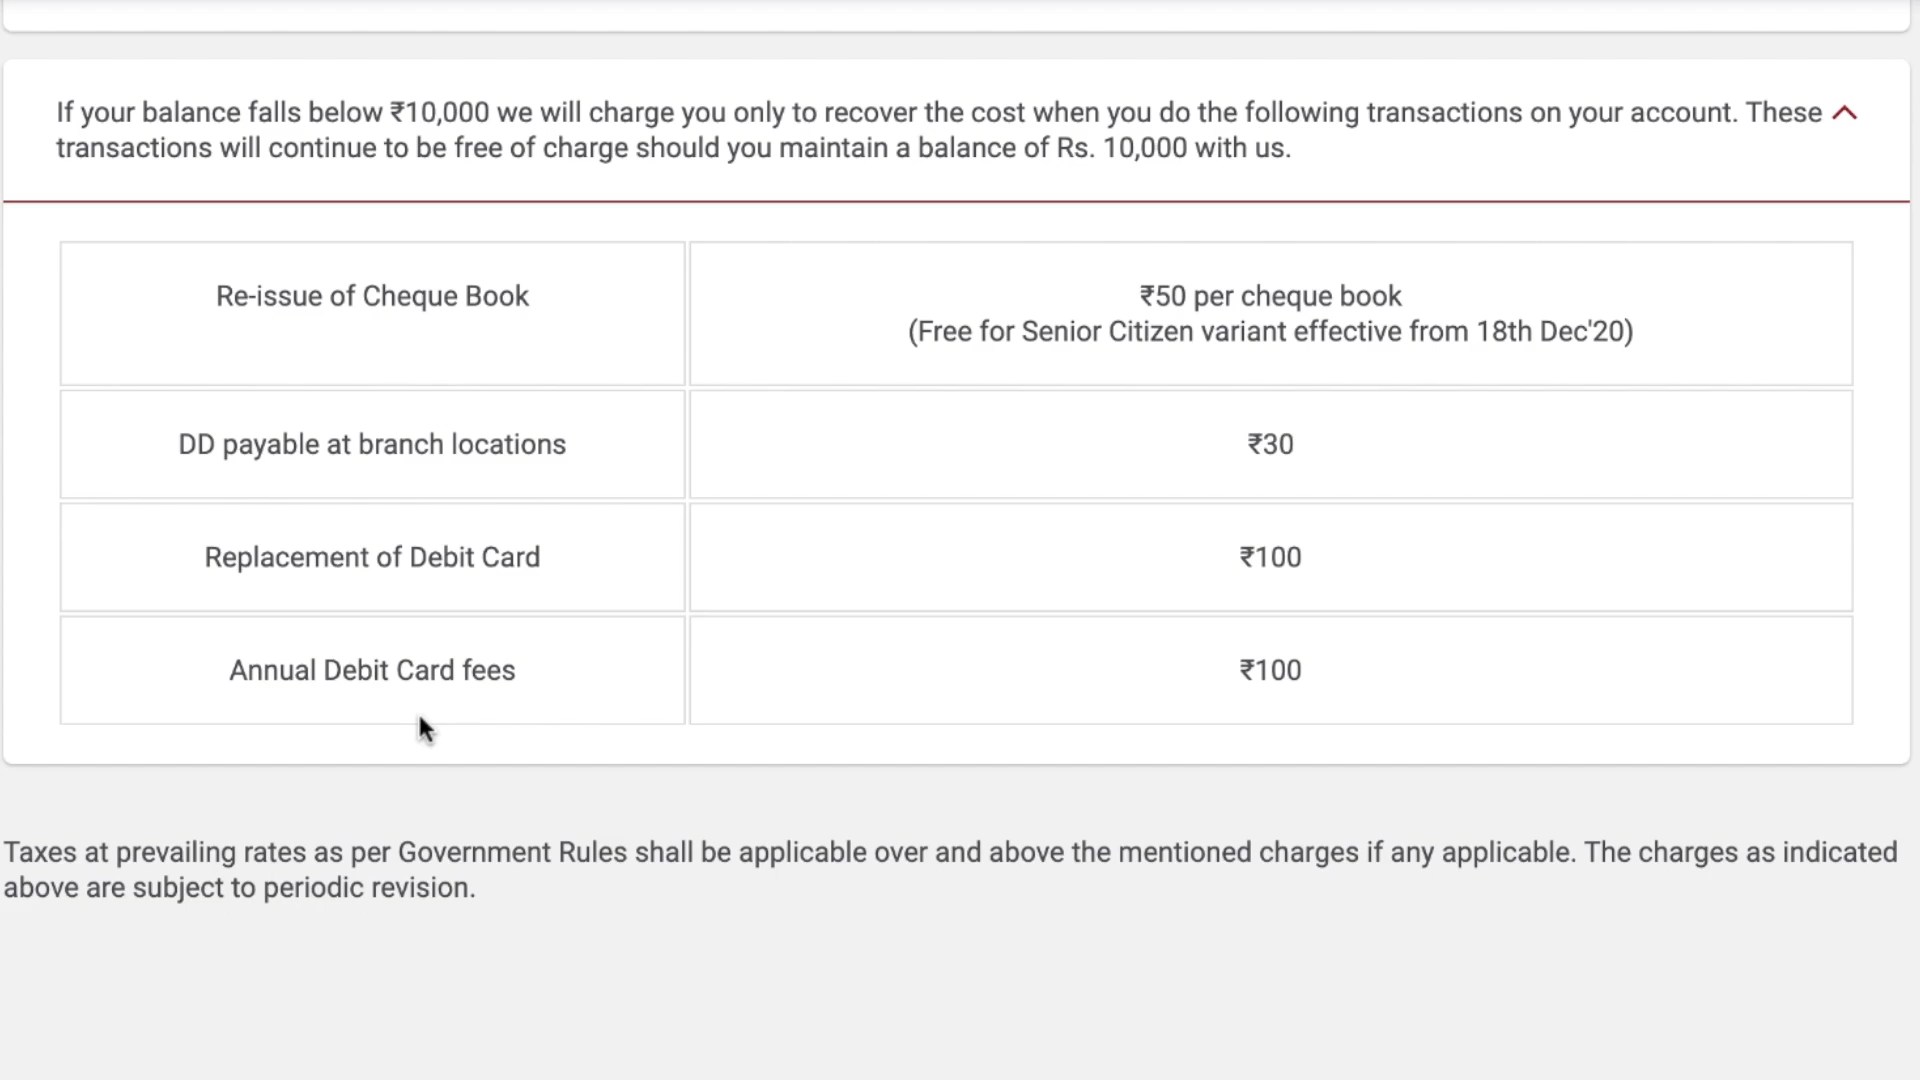 If your balance falls below ₹10,000 we will charge you only to recover the cost when you do the following transactions on your account. These
transactions will continue to be free of charge should you maintain a balance of Rs. 10,000 with us.
Re-issue of Cheque Book
₹50 per cheque book
(Free for Senior Citizen variant effective from 18th Dec'20)
DD payable at branch locations
₹30
Replacement of Debit Card
₹100
Annual Debit Card fees
₹100
Taxes at prevailing rates as per Government Rules shall be applicable over and above the mentioned charges if any applicable. The charges as indicated
above are subject to periodic revision.